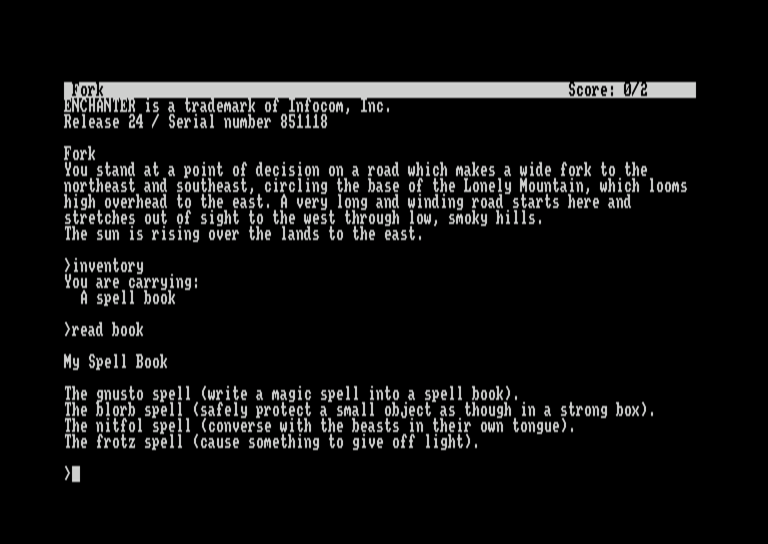 Fork Score: 0/2
ENCHANTER is a trademark of Infocom, Inc.
Release 24 / Serial number 851118
Fork
You stand at a point of decision on a road which makes a wide fork to the
northeast and southeast, circling the base of the Lonely Mountain, which looms
high overhead to the east. A very long and winding road starts here and
stretches out of sight to the west through low, smoky hills.
The sun is rising over the lands to the east.
>inventory
You are carrying:
A spell book
>read book
My Spell Book
The gnusto spell (write a magic spell into a spell book).
The blorb spell (safely protect a small object as though in a strong box).
The nitfol spell (converse with the beasts in their own tongue).
The frotz spell (cause something to give off light).
>